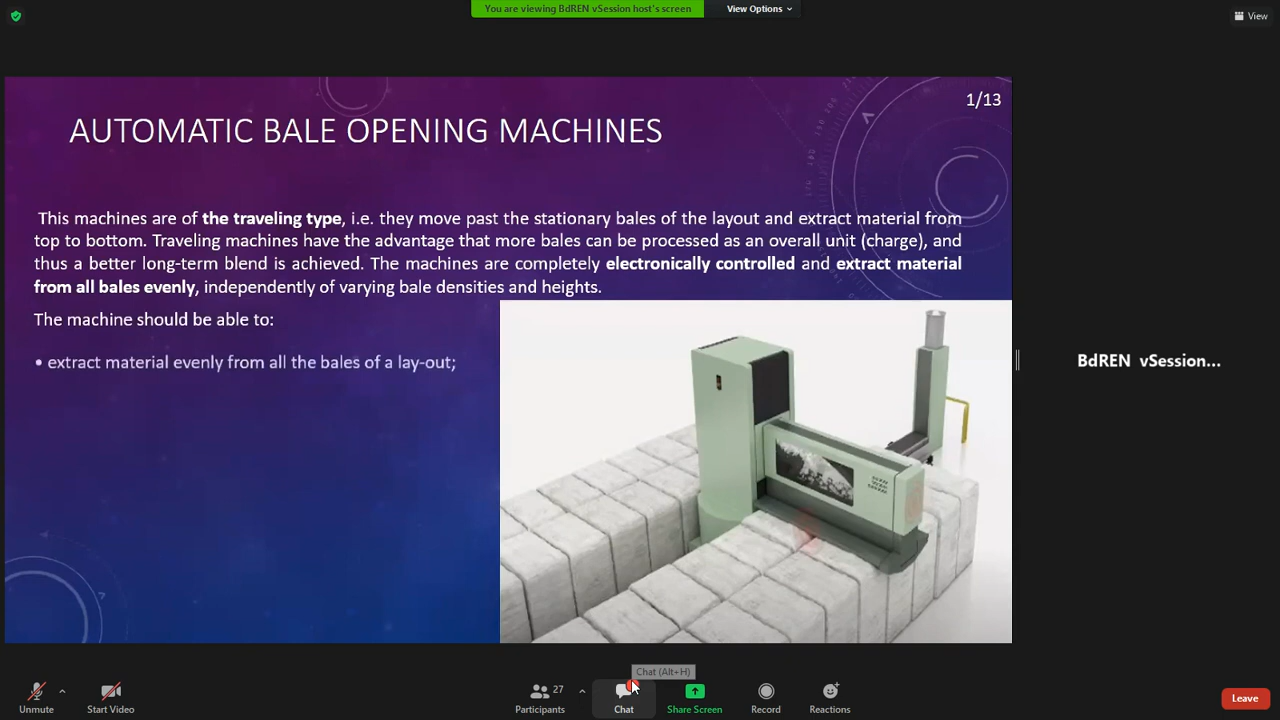 You are viewing BdREN vSession host's screen
View Options
View
1/13
AUTOMATIC BALE OPENING MACHINES
This machines are of the traveling type, i.e. they move past the stationary bales of the layout and extract material from
top to bottom. Traveling machines have the advantage that more bales can be processed as an overall unit (charge), and
thus a better long-term blend is achieved. The machines are completely electronically controlled and extract material
from all bales evenly, independently of varying bale densities and heights.
The machine should be able to:
• extract material evenly from all the bales of a lay-out;
BdREN vSession...
Chat (Alt+H)
27
Unmute
Start Video
Participants
Chat
Share Screen
Record
Reactions
Leave